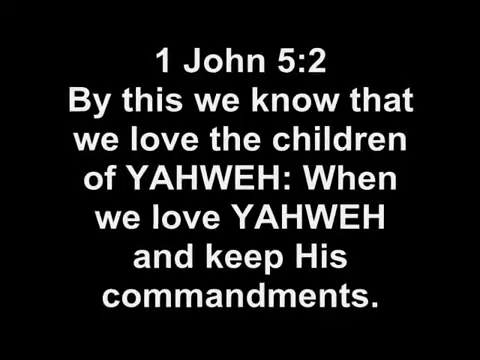 1 John 5:2
By this we know that
we love the children
of YAHWEH: When
we love YAHWEH
and keep His
commandments.